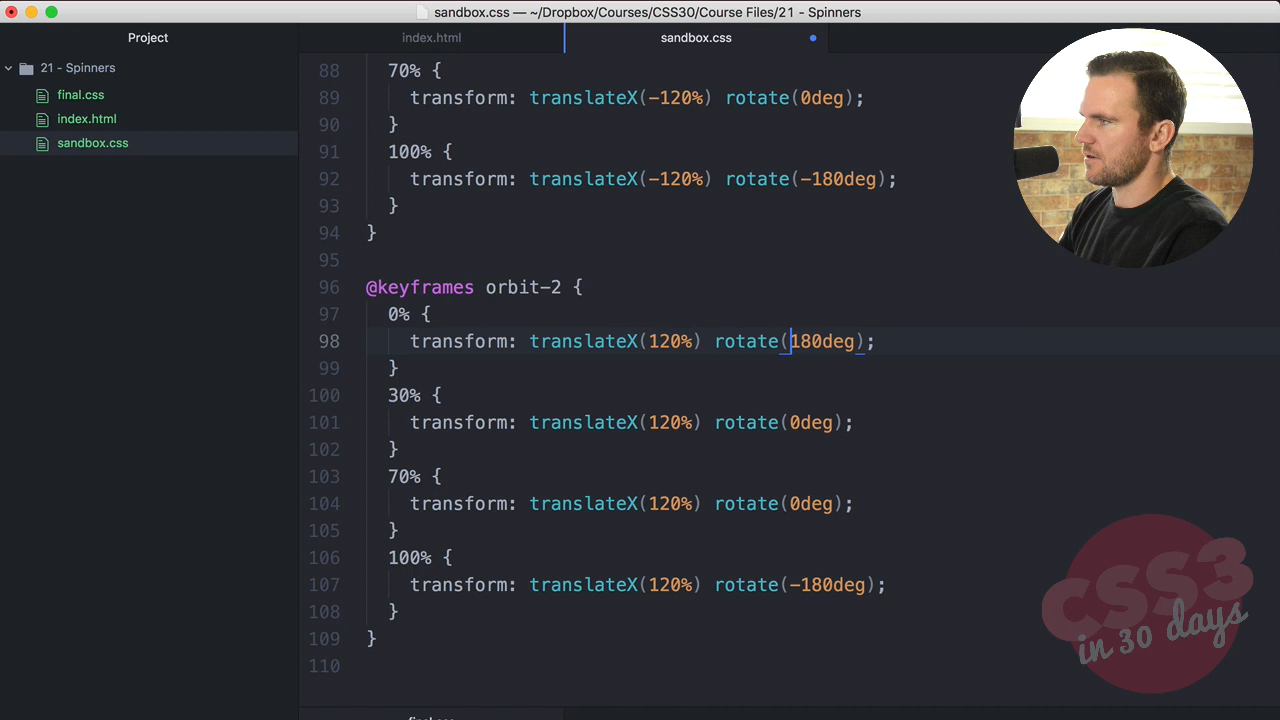 sandbox.css — ~/Dropbox/Courses/CSS30/Course Files/21 - Spinners
Project
index.html
sandbox.css
21 - Spinners
final.css
index.html
sandbox.css
88 70% {
89 transform: translateX(-120%) rotate(0deg);
90 }
91 100% {
92 transform: translateX(-120%) rotate(-180deg);
93 }
94 }
95
96 @keyframes orbit-2 {
97 0% {
98 transform: translateX(120%) rotate(180deg);
99 }
100 30% {
101 transform: translateX(120%) rotate(0deg);
102 }
103 70% {
104 transform: translateX(120%) rotate(0deg);
105 }
106 100% {
107 transform: translateX(120%) rotate(-180deg);
108 }
109 }
110
final.css
CSS3
in 30 days